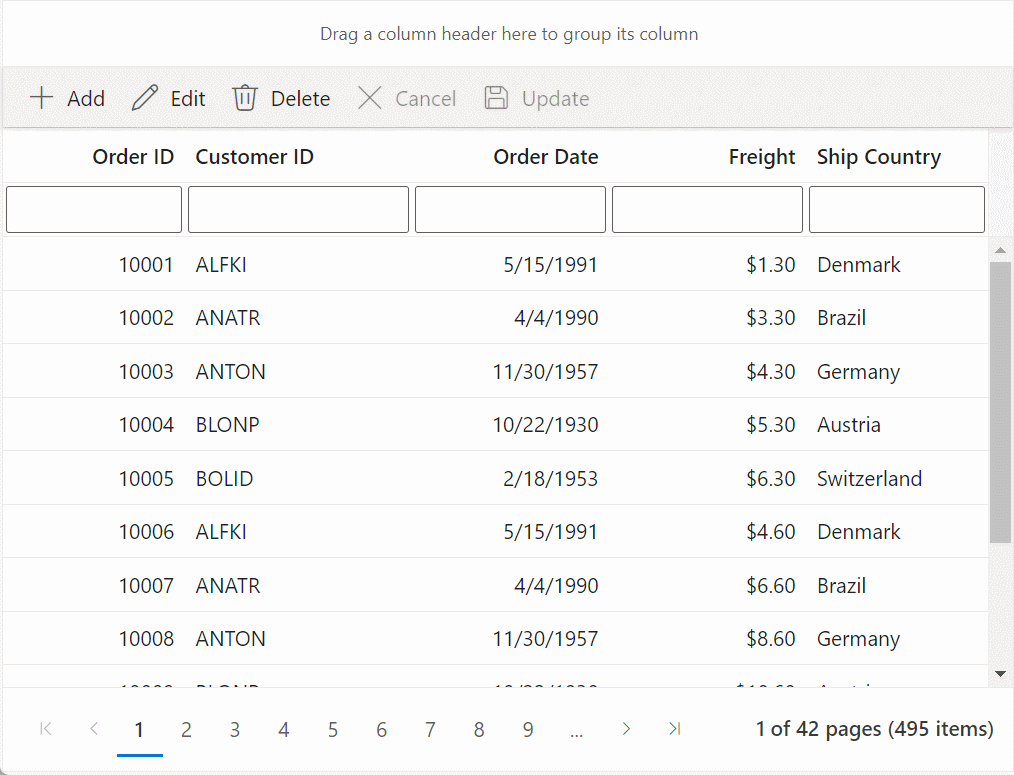 Drag a column header here to group its column
Add Edit Delete Cancel Update
Order ID Customer ID Order Date Freight Ship Country
10001 ALFKI 5/15/1991 $1.30 Denmark
10002 ANATR 4/4/1990 $3.30 Brazil
10003 ANTON 11/30/1957 $4.30 Germany
10004 BLONP 10/22/1930 $5.30 Austria
10005 BOLID 2/18/1953 $6.30 Switzerland
10006 ALFKI 5/15/1991 $4.60 Denmark
10007 ANATR 4/4/1990 $6.60 Brazil
10008 ANTON 11/30/1957 $8.60 Germany
1 2 3 4 5 6 7 8 9 ... 1 of 42 pages (495 items)